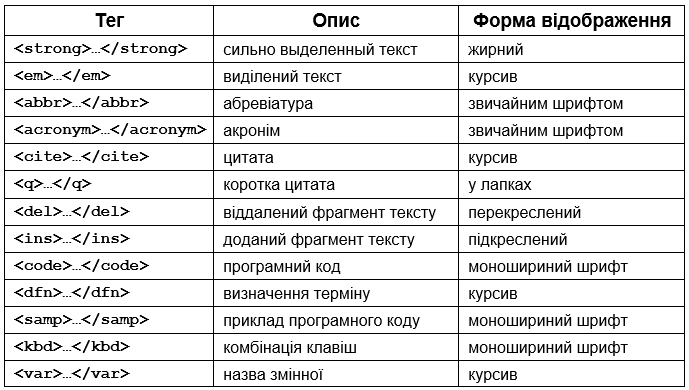 Тег Опис Форма відображення
<strong>…</strong> сильно выделенный текст жирний
<em>…</em> виділений текст курсив
<abbr>…</abbr> абревіатура звичайним шрифтом
<acronym>…</acronym> акронім звичайним шрифтом
<cite>…</cite> цитата курсив
<q>…</q> коротка цитата у лапках
<del>…</del> віддалений фрагмент тексту перекреслений
<ins>…</ins> доданий фрагмент тексту підкреслений
<code>…</code> програмний код моношириний шрифт
<dfn>…</dfn> визначення терміну курсив
<samp>…</samp> приклад програмного коду моношириний шрифт
<kbd>…</kbd> комбінація клавіш моношириний шрифт
<var>…</var> назва змінної курсив